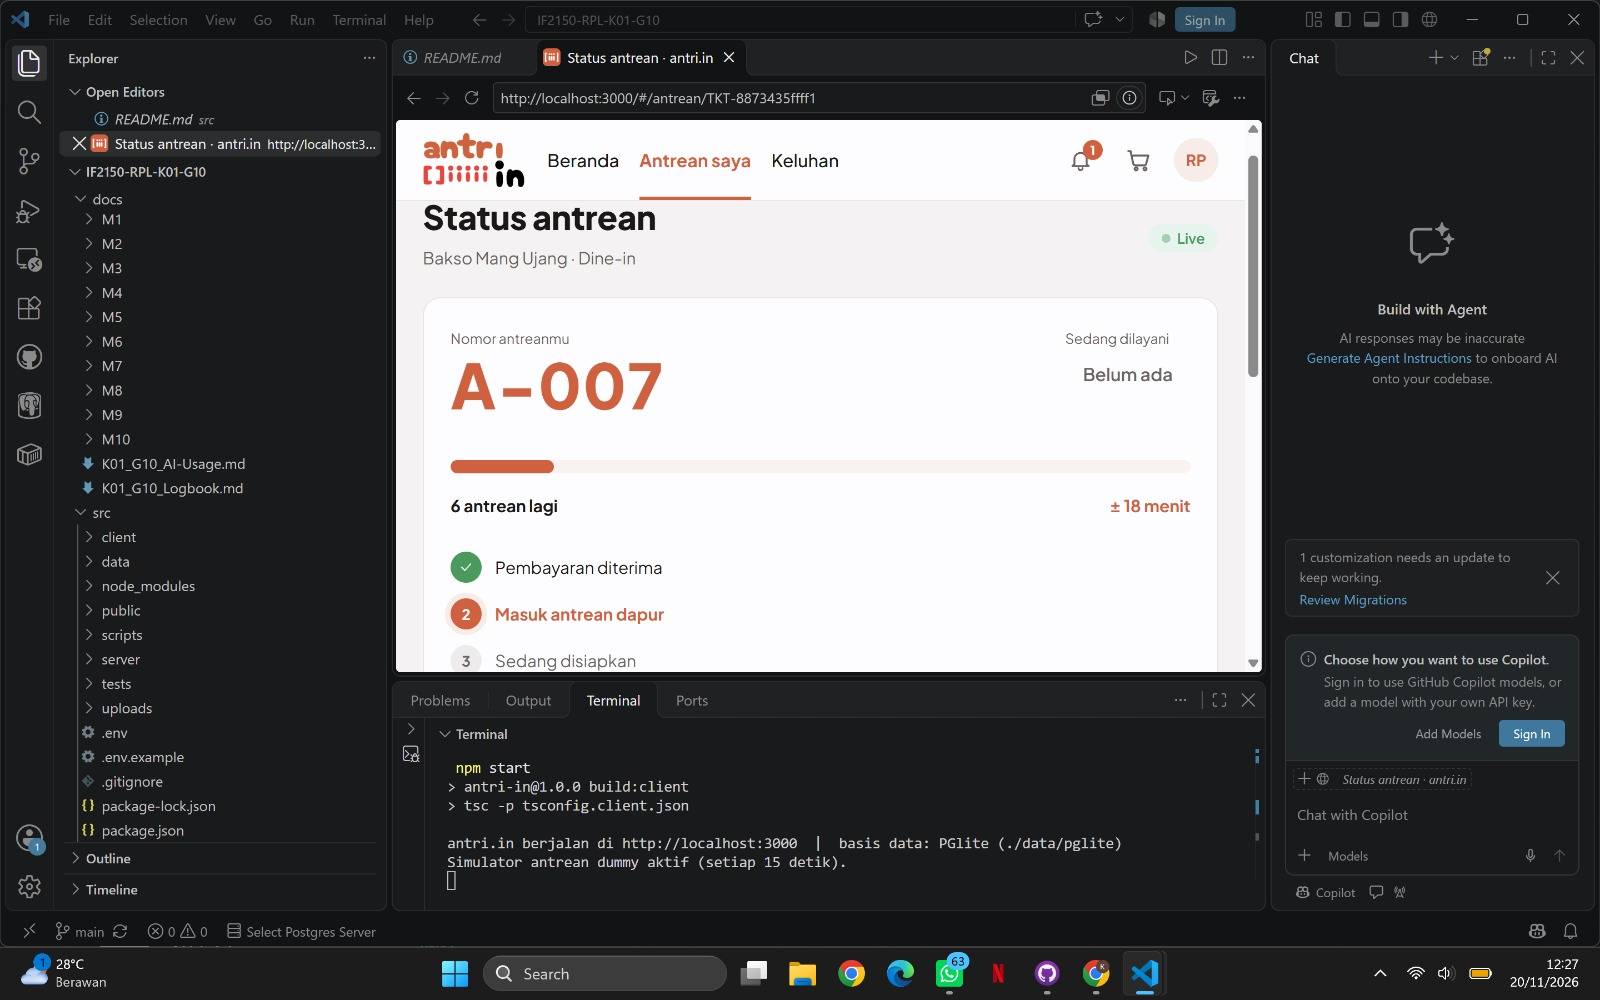 File Edit Selection View Go Run Terminal Help
IF2150-RPL-K01-G10
Sign In
Explorer
Open Editors
README.md src
Status antrean · antri.in http://localhost:3...
IF2150-RPL-K01-G10
docs
M1
M2
M3
M4
M5
M6
M7
M8
M9
M10
K01_G10_AI-Usage.md
K01_G10_Logbook.md
src
client
data
node_modules
public
scripts
server
tests
uploads
.env
.env.example
.gitignore
package-lock.json
package.json
Outline
Timeline
1
README.md
Status antrean · antri.in
http://localhost:3000/#/antrean/TKT-8873435ffff1
antri in
Beranda Antrean saya Keluhan
1
RP
Status antrean
Live
Bakso Mang Ujang · Dine-in
Nomor antreanmu
Sedang dilayani
A-007
Belum ada
6 antrean lagi
± 18 menit
Pembayaran diterima
2 Masuk antrean dapur
3 Sedang disiapkan
Problems Output Terminal Ports
Terminal
npm start
> antri-in@1.0.0 build:client
> tsc -p tsconfig.client.json
antri.in berjalan di http://localhost:3000 | basis data: PGlite (./data/pglite)
Simulator antrean dummy aktif (setiap 15 detik).
Chat
Build with Agent
AI responses may be inaccurate
Generate Agent Instructions to onboard AI
onto your codebase.
1 customization needs an update to
keep working.
Review Migrations
Choose how you want to use Copilot.
Sign in to use GitHub Copilot models, or
add a model with your own API key.
Add Models Sign In
Status antrean · antri.in
Chat with Copilot
Models
Copilot
main
0 0
Select Postgres Server
1
28°C
Berawan
Search
63
N
K
12:27
20/11/2026